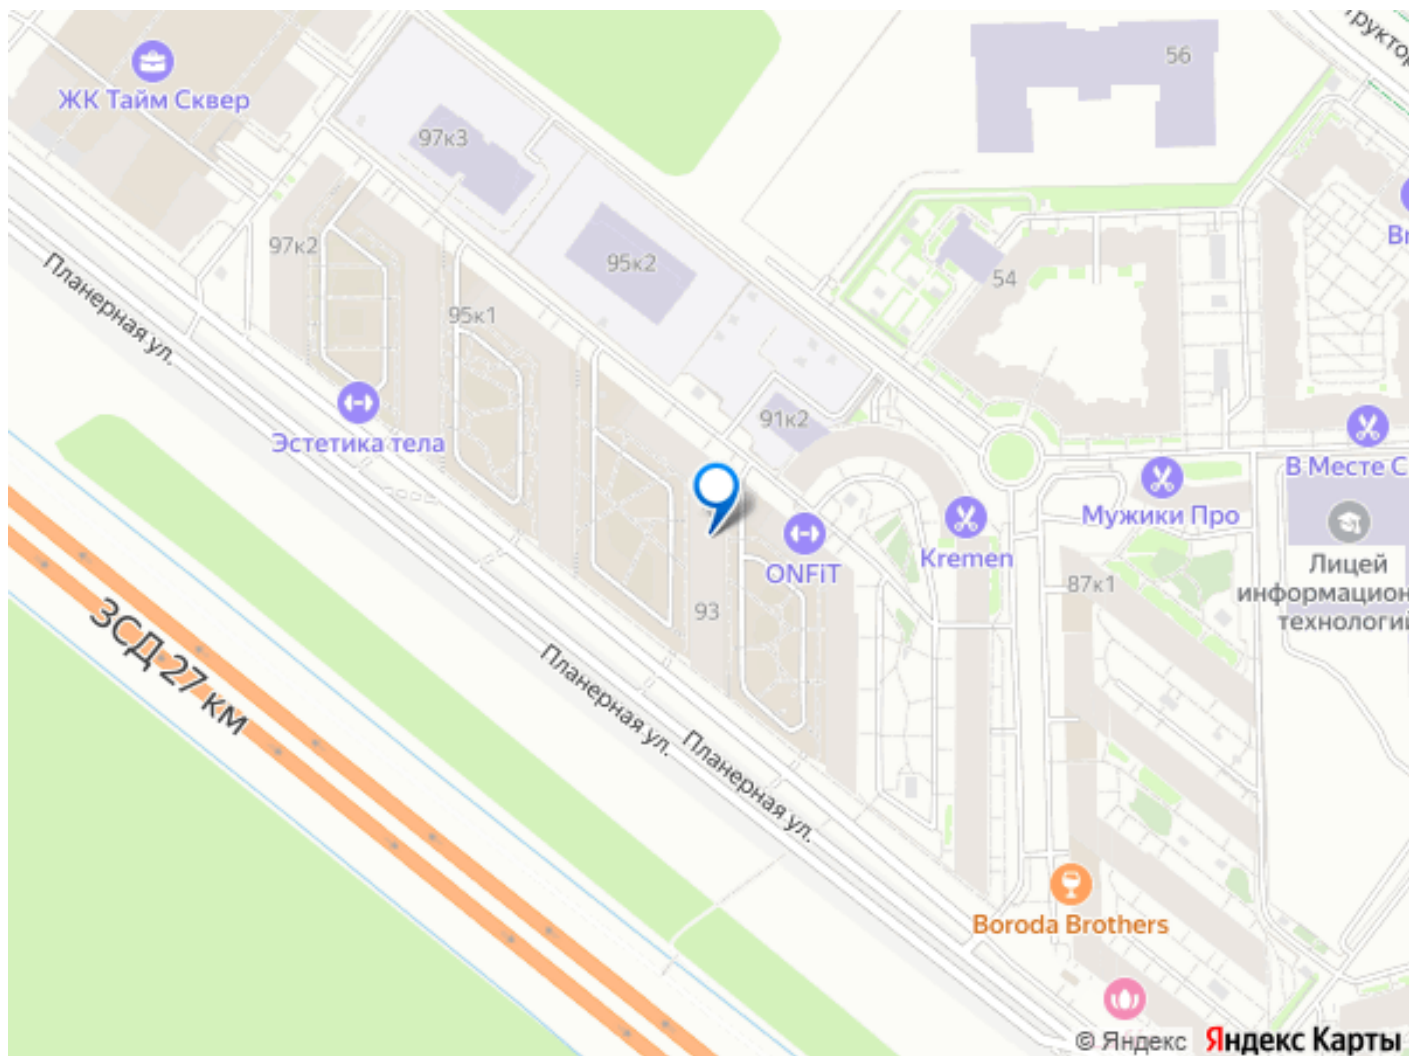 56
ЖК Тайм Сквер
97к3
97к2
95к2
54
Планерная ул.
95к1
91к2
Эстетика тела
В Месте С
Мужики Про
Kremen
ONFiT
Лицей
информацион
технологий
87к1
93
ЗСД 27 км
Планерная ул.
Планерная ул.
Boroda Brothers
© Яндекс Яндекс Карты